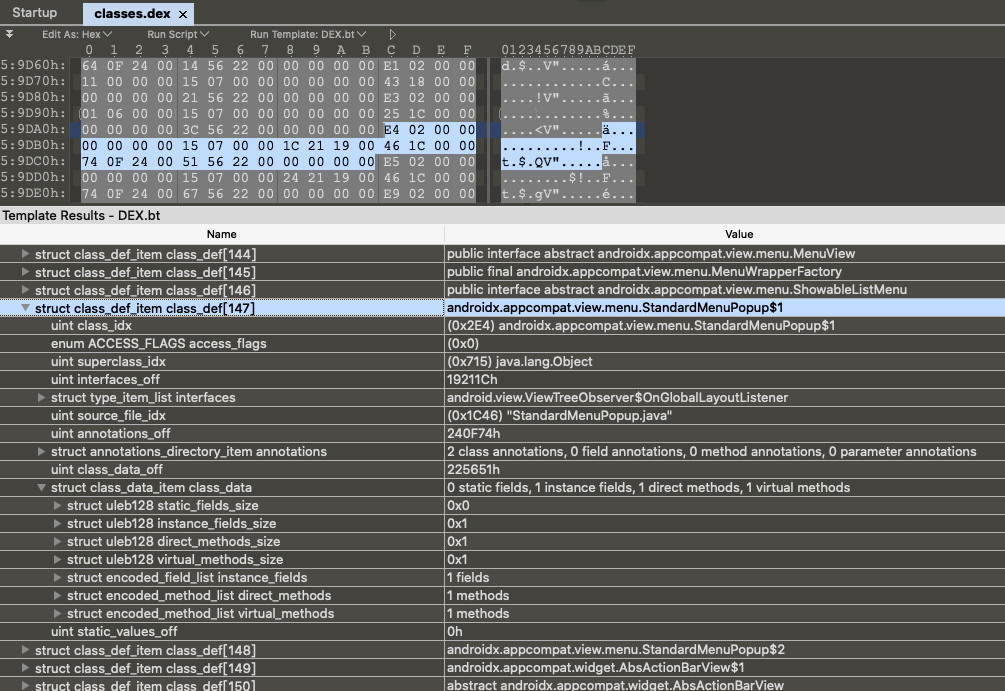 Startup classes.dex ×
Edit As: Hex Run Script Run Template: DEX.bt
0 1 2 3 4 5 6 7 8 9 A B C D E F 0123456789ABCDEF
5:9D60h: 64 0F 24 00 14 56 22 00 00 00 00 00 E1 02 00 00 d.$..V".....á...
5:9D70h: 11 00 00 00 15 07 00 00 00 00 00 00 43 18 00 00 ............C...
5:9D80h: 00 00 00 00 21 56 22 00 00 00 00 00 E3 02 00 00 ....!V".....ã...
5:9D90h: 01 06 00 00 15 07 00 00 00 00 00 00 25 1C 00 00 ............%...
5:9DA0h: 00 00 00 00 3C 56 22 00 00 00 00 00 E4 02 00 00 ....<V".....ä...
5:9DB0h: 00 00 00 00 15 07 00 00 1C 21 19 00 46 1C 00 00 .........!..F...
5:9DC0h: 74 0F 24 00 51 56 22 00 00 00 00 00 E5 02 00 00 t.$.QV".....å...
5:9DD0h: 00 00 00 00 15 07 00 00 24 21 19 00 46 1C 00 00 ........$!..F...
5:9DE0h: 74 0F 24 00 67 56 22 00 00 00 00 00 E9 02 00 00 t.$.gV".....é...
Template Results - DEX.bt
Name Value
struct class_def_item class_def[144] public interface abstract androidx.appcompat.view.menu.MenuView
struct class_def_item class_def[145] public final androidx.appcompat.view.menu.MenuWrapperFactory
struct class_def_item class_def[146] public interface abstract androidx.appcompat.view.menu.ShowableListMenu
struct class_def_item class_def[147] androidx.appcompat.view.menu.StandardMenuPopup$1
uint class_idx (0x2E4) androidx.appcompat.view.menu.StandardMenuPopup$1
enum ACCESS_FLAGS access_flags (0x0)
uint superclass_idx (0x715) java.lang.Object
uint interfaces_off 19211Ch
struct type_item_list interfaces android.view.ViewTreeObserver$OnGlobalLayoutListener
uint source_file_idx (0x1C46) "StandardMenuPopup.java"
uint annotations_off 240F74h
struct annotations_directory_item annotations 2 class annotations, 0 field annotations, 0 method annotations, 0 parameter annotations
uint class_data_off 225651h
struct class_data_item class_data 0 static fields, 1 instance fields, 1 direct methods, 1 virtual methods
struct uleb128 static_fields_size 0x0
struct uleb128 instance_fields_size 0x1
struct uleb128 direct_methods_size 0x1
struct uleb128 virtual_methods_size 0x1
struct encoded_field_list instance_fields 1 fields
struct encoded_method_list direct_methods 1 methods
struct encoded_method_list virtual_methods 1 methods
uint static_values_off 0h
struct class_def_item class_def[148] androidx.appcompat.view.menu.StandardMenuPopup$2
struct class_def_item class_def[149] androidx.appcompat.widget.AbsActionBarView$1
struct class_def_item class_def[150] abstract androidx.appcompat.widget.AbsActionBarView